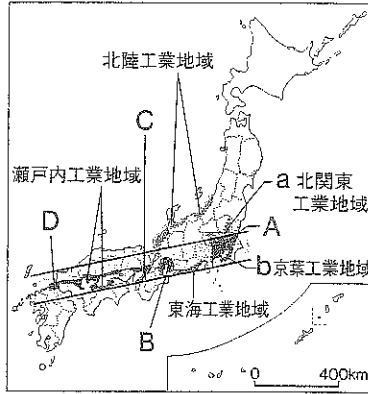 北陸工業地域
C
瀬戸内工業地域
a 北関東
工業地域
D
A
b 京葉工業地域
東海工業地域
B
0 400km